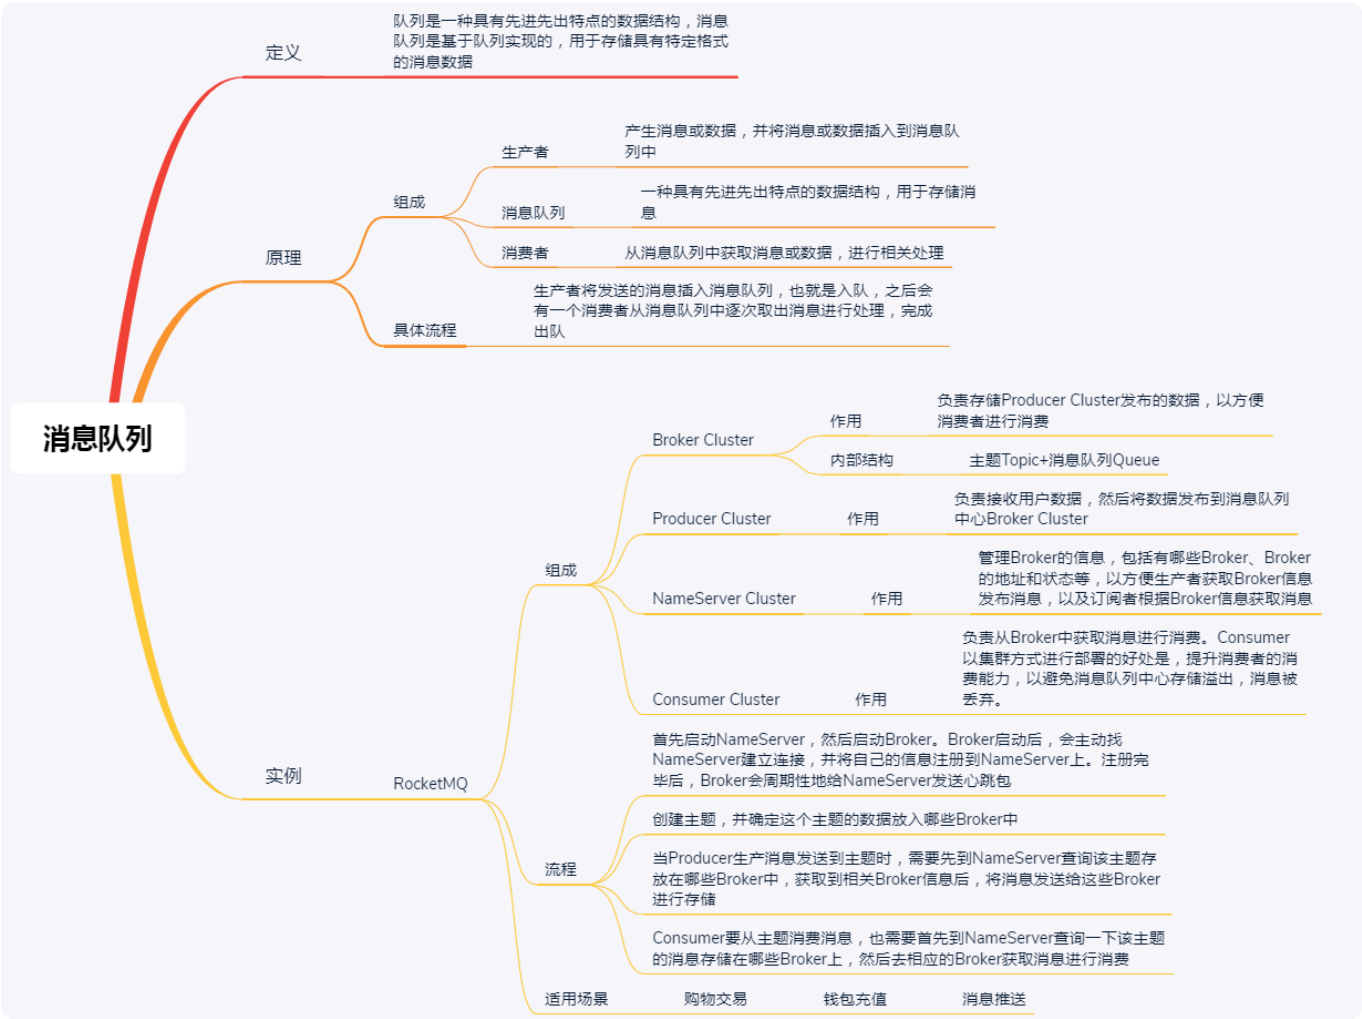 消息队列
定义
队列是一种具有先进先出特点的数据结构，消息
队列是基于队列实现的，用于存储具有特定格式
的消息数据
原理
组成
生产者
产生消息或数据，并将消息或数据插入到消息队
列中
消息队列
一种具有先进先出特点的数据结构，用于存储消
息
消费者
从消息队列中获取消息或数据，进行相关处理
具体流程
生产者将发送的消息插入消息队列，也就是入队，之后会
有一个消费者从消息队列中逐次取出消息进行处理，完成
出队
实例
RocketMQ
组成
Broker Cluster
作用
负责存储Producer Cluster发布的数据，以方便
消费者进行消费
内部结构
主题Topic+消息队列Queue
Producer Cluster
作用
负责接收用户数据，然后将数据发布到消息队列
中心Broker Cluster
NameServer Cluster
作用
管理Broker的信息，包括有哪些Broker、Broker
的地址和状态等，以方便生产者获取Broker信息
发布消息，以及订阅者根据Broker信息获取消息
Consumer Cluster
作用
负责从Broker中获取消息进行消费。Consumer
以集群方式进行部署的好处是，提升消费者的消
费能力，以避免消息队列中心存储溢出，消息被
丢弃。
流程
首先启动NameServer，然后启动Broker。Broker启动后，会主动找
NameServer建立连接，并将自己的信息注册到NameServer上。注册完
毕后，Broker会周期性地给NameServer发送心跳包
创建主题，并确定这个主题的数据放入哪些Broker中
当Producer生产消息发送到主题时，需要先到NameServer查询该主题存
放在哪些Broker中，获取到相关Broker信息后，将消息发送给这些Broker
进行存储
Consumer要从主题消费消息，也需要首先到NameServer查询一下该主题
的消息存储在哪些Broker上，然后去相应的Broker获取消息进行消费
适用场景
购物交易
钱包充值
消息推送